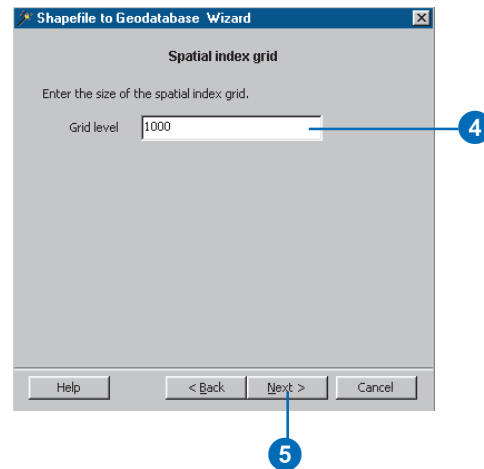 Shapefile to Geodatabase Wizard
Spatial index grid
Enter the size of the spatial index grid.
Grid level 1000
4
Help < Back Next > Cancel
5